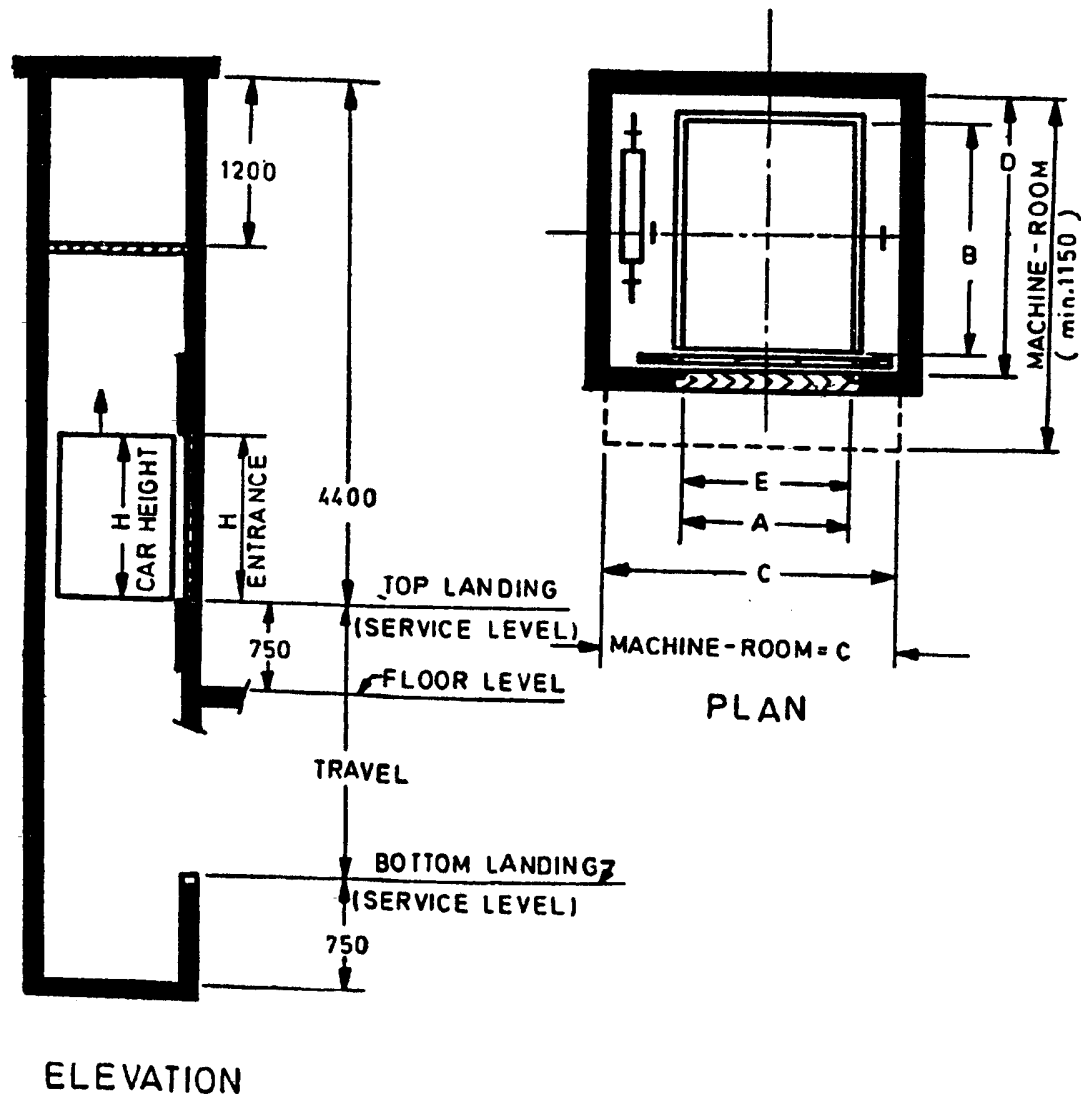 1200
H
CAR HEIGHT
H
ENTRANCE
4400
TOP LANDING
(SERVICE LEVEL)
750
FLOOR LEVEL
TRAVEL
BOTTOM LANDING
(SERVICE LEVEL)
750
ELEVATION
B
D
MACHINE-ROOM
(min.1150)
E
A
C
MACHINE-ROOM=C
PLAN